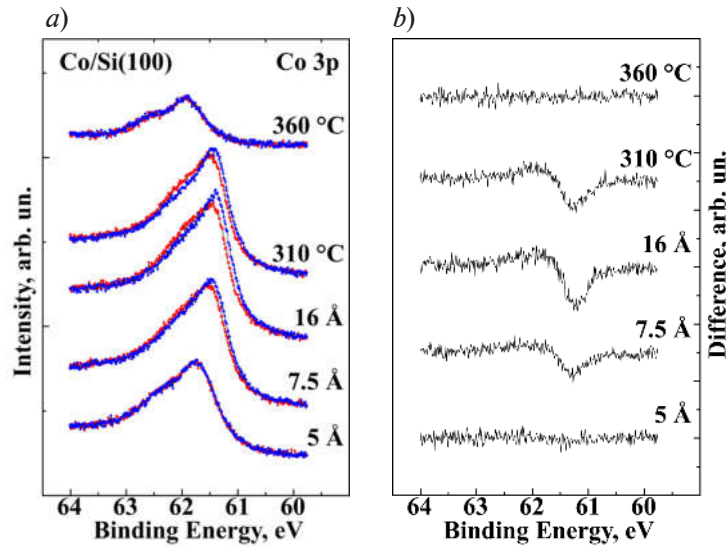 a)
Co/Si(100) Co 3p
360 °C
310 °C
16 Å
7.5 Å
5 Å
64 63 62 61 60
Binding Energy, eV
Intensity, arb. un.
b)
360 °C
310 °C
16 Å
7.5 Å
5 Å
64 63 62 61 60
Binding Energy, eV
Difference, arb. un.